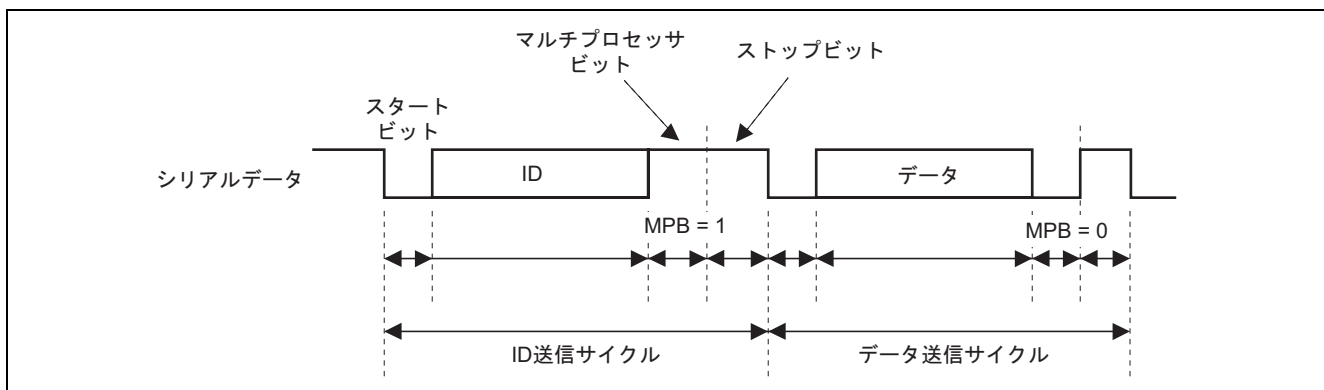 マルチプロセッサ
ビット
ストップビット
スタート
ビット
シリアルデータ
ID
データ
MPB = 1
MPB = 0
ID送信サイクル
データ送信サイクル